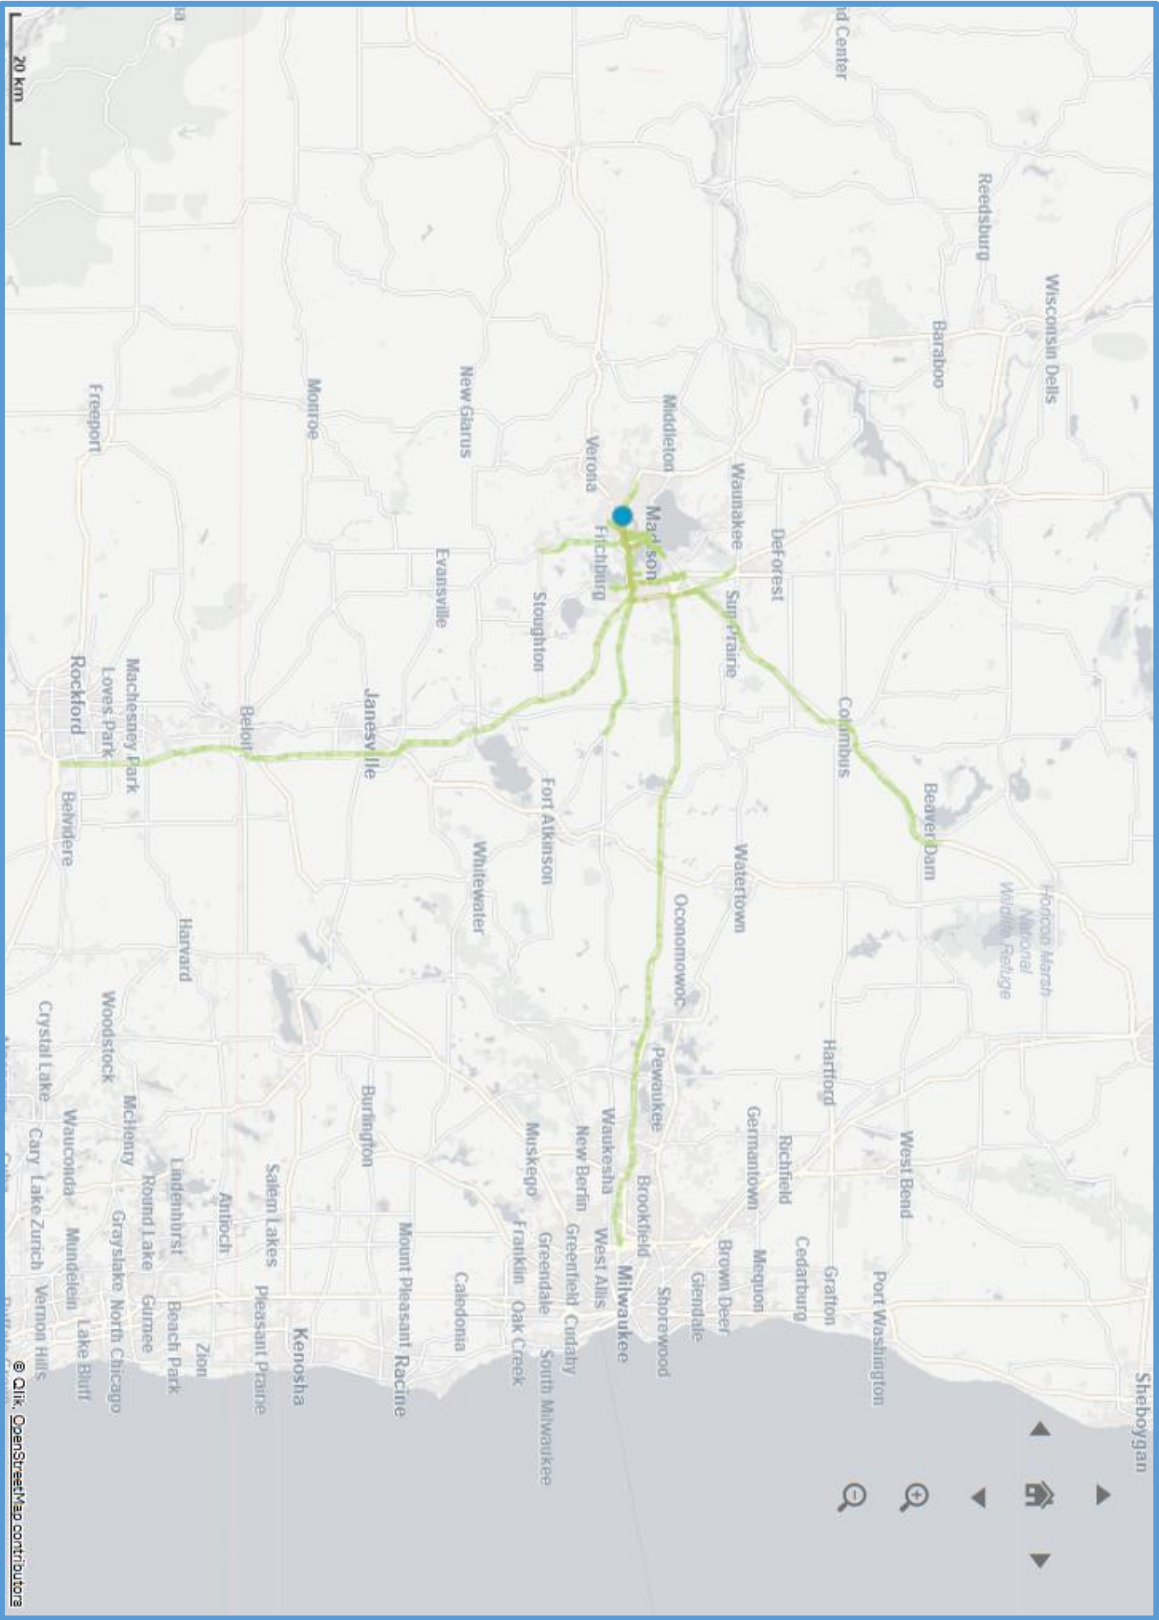 Sheboygan
Wisconsin Dells
Reedsburg
Baraboo
Horicon Marsh
National
Wildlife Refuge
Beaver Dam
West Bend
Port Washington
Columbus
Hartford
Grafton
Cedarburg
Richfield
DeForest
Germantown
Mequon
Waunakee
Sun Prairie
Watertown
Brown Deer
Glendale
Middleton
Oconomowoc
Pewaukee
Shorewood
Madison
Brookfield
Milwaukee
Verona
Fitchburg
Waukesha
West Allis
New Berlin
Greenfield
Cudahy
Stoughton
Fort Atkinson
Muskego
Greendale
South Milwaukee
Franklin
Oak Creek
New Glarus
Whitewater
Caledonia
Evansville
Janesville
Burlington
Mount Pleasant
Racine
Monroe
Kenosha
Salem Lakes
Pleasant Prairie
Beloit
Antioch
Zion
Harvard
Lindenhurst
Beach Park
Round Lake
Gurnee
Machesney Park
McHenry
Grayslake
North Chicago
Loves Park
Woodstock
Freeport
Rockford
Belvidere
Wauconda
Mundelein
Lake Bluff
Crystal Lake
Cary
Lake Zurich
Vernon Hills
20 km
© Qlik, OpenStreetMap contributors